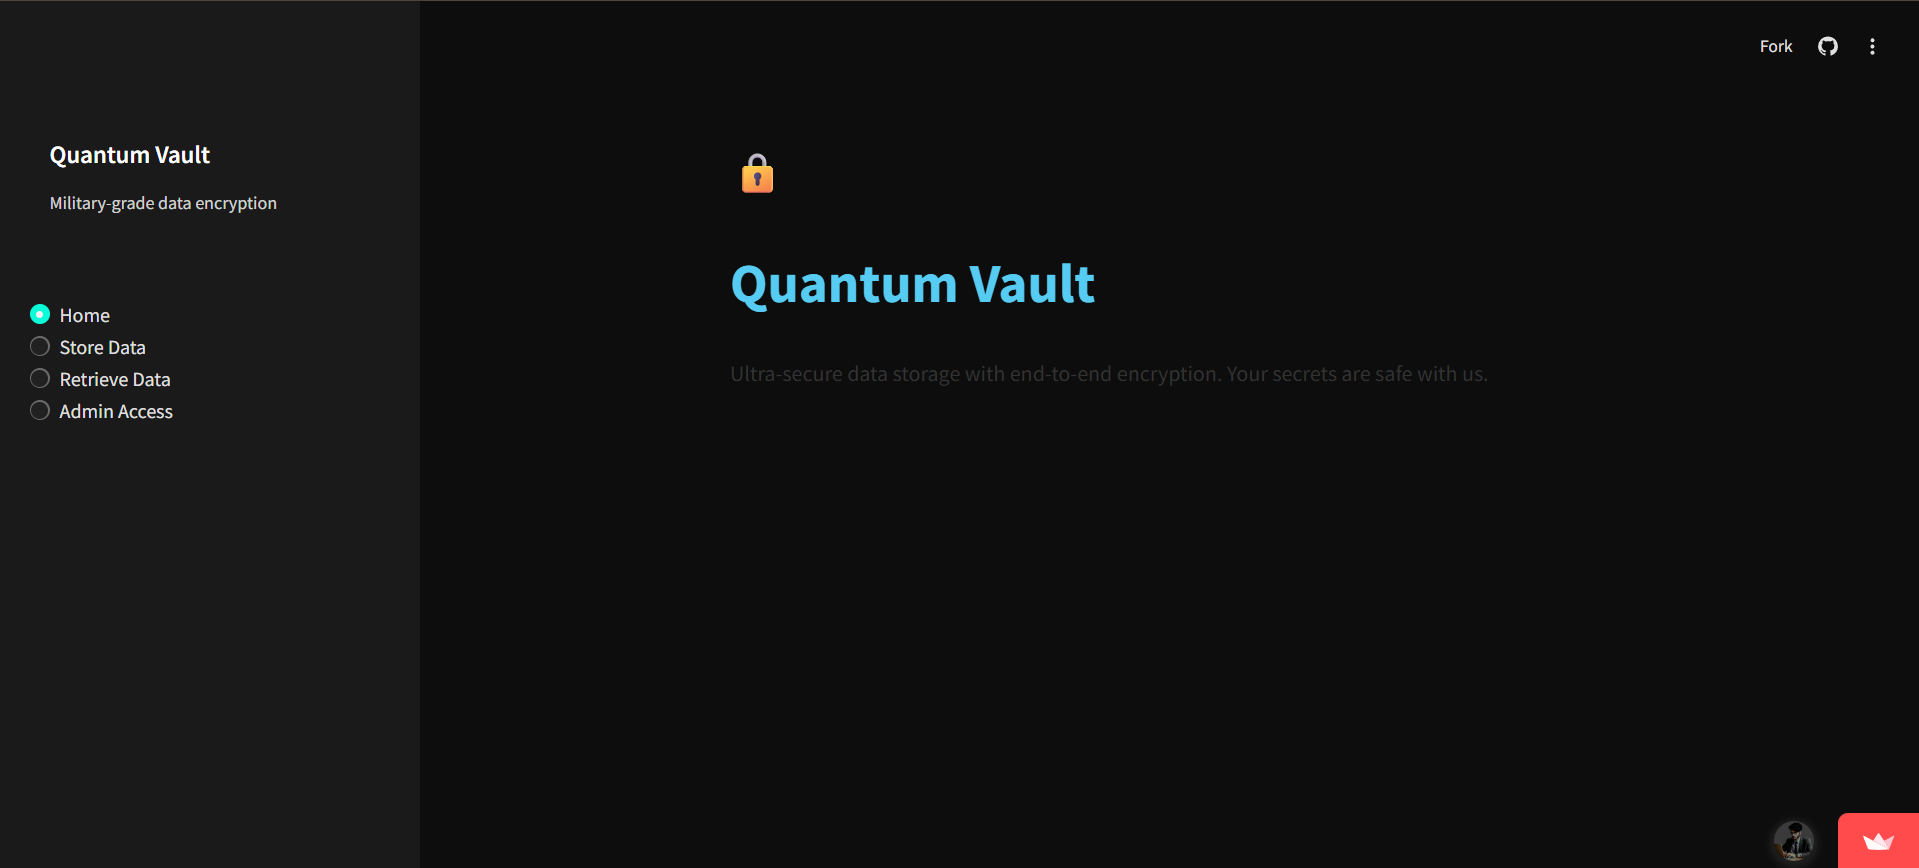 Fork
Quantum Vault
Military-grade data encryption
Home
Store Data
Retrieve Data
Admin Access
Quantum Vault
Ultra-secure data storage with end-to-end encryption. Your secrets are safe with us.